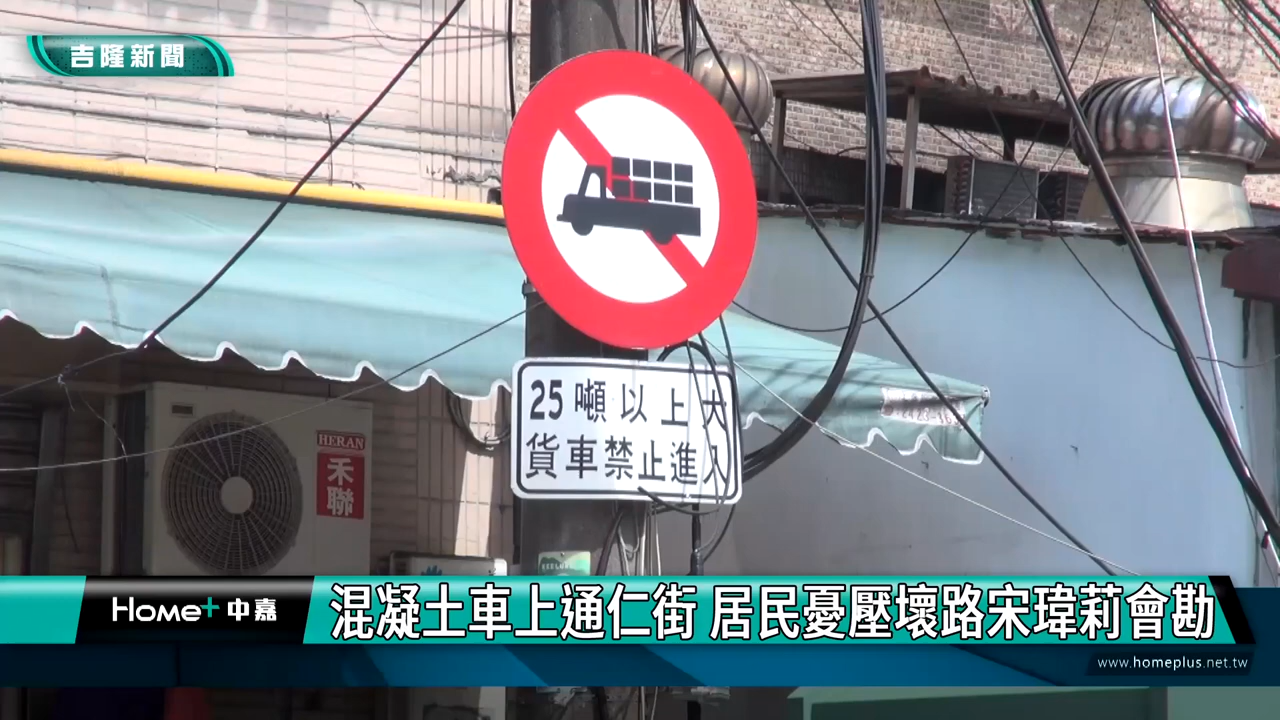 吉隆新聞
25噸以上大
貨車禁止進入
HERAN
禾聯
Home+中嘉
混凝土車上通仁街 居民憂壓壞路宋瑋莉會勘
www.homeplus.net.tw